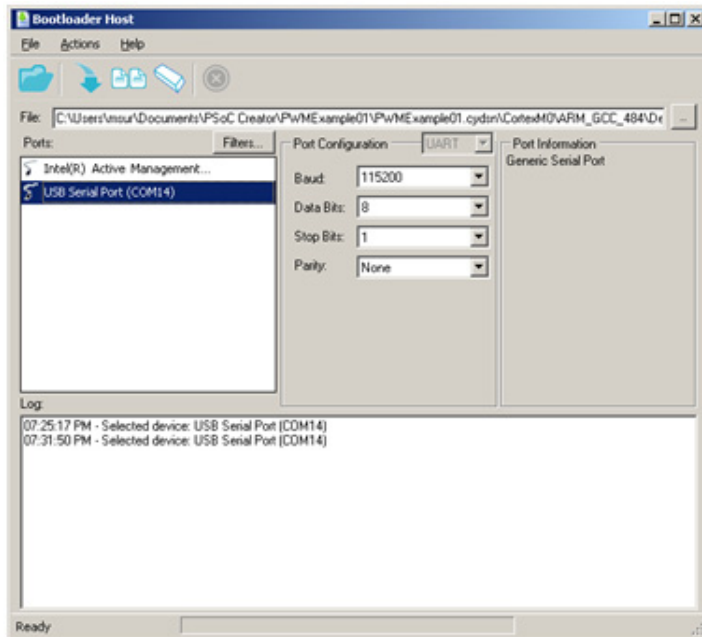 Bootloader Host
File Actions Help
File: C:\Users\msur\Documents\PSoC Creator\PWMExample01\PWMExample01.cydsn\CortexM0\ARM_GCC_484\De ...
Ports: Filters...
Intel(R) Active Management...
USB Serial Port (COM14)
Port Configuration UART
Baud: 115200
Data Bits: 8
Stop Bits: 1
Parity: None
Port Information
Generic Serial Port
Log:
07:25:17 PM - Selected device: USB Serial Port (COM14)
07:31:50 PM - Selected device: USB Serial Port (COM14)
Ready